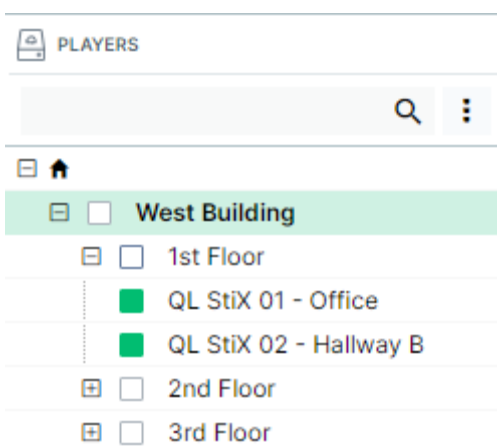 PLAYERS
West Building
1st Floor
QL StiX 01 - Office
QL StiX 02 - Hallway B
2nd Floor
3rd Floor